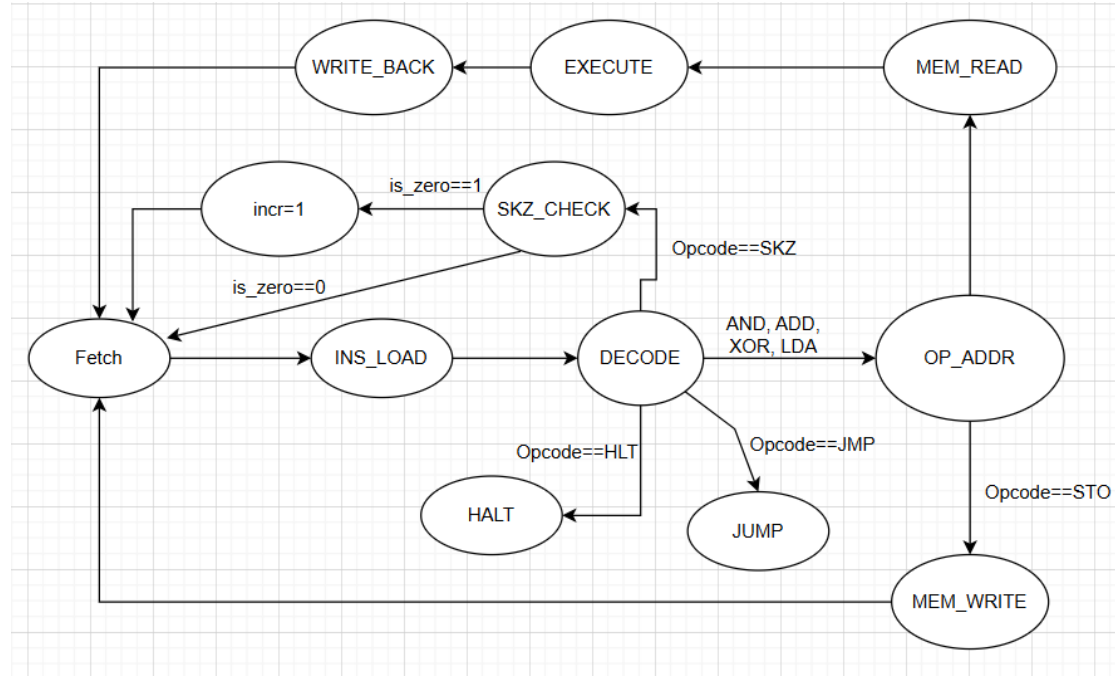 WRITE_BACK
EXECUTE
MEM_READ
is_zero==1
incr=1
SKZ_CHECK
Opcode==SKZ
is_zero==0
AND, ADD,
XOR, LDA
Fetch
INS_LOAD
DECODE
OP_ADDR
Opcode==HLT
Opcode==JMP
Opcode==STO
HALT
JUMP
MEM_WRITE